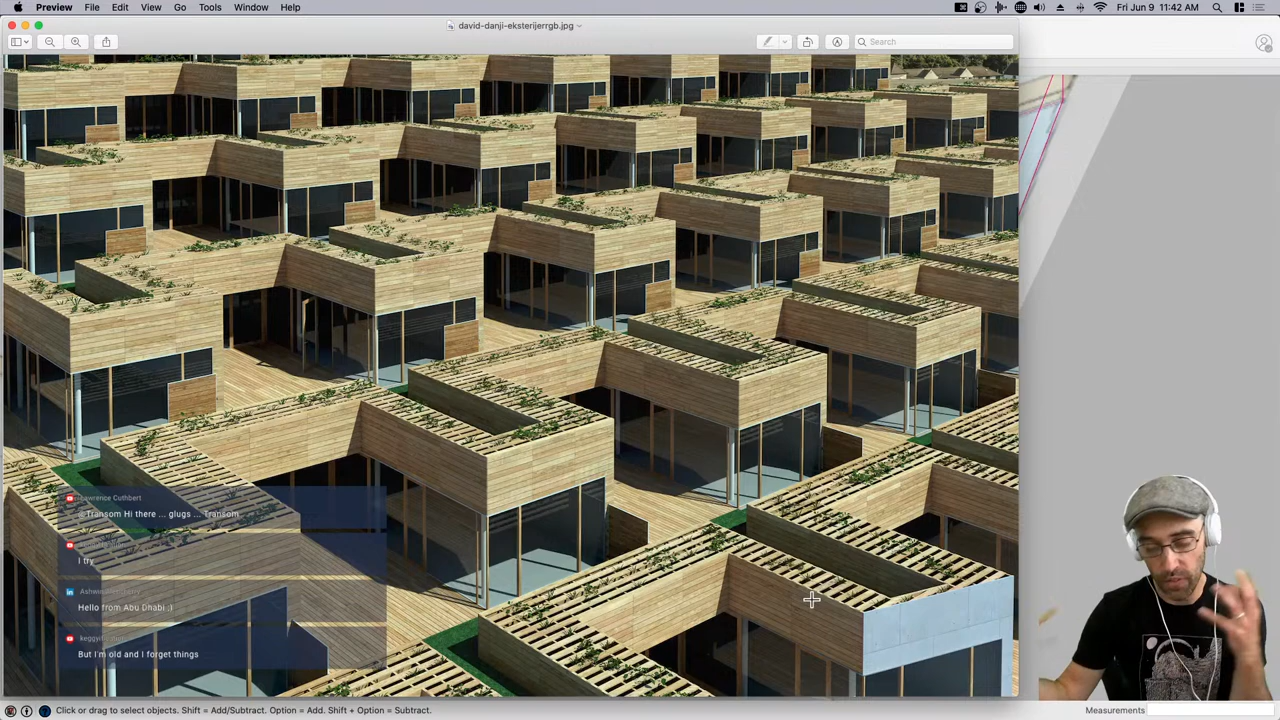 Preview File Edit View Go Tools Window Help
Fri Jun 9 11:42 AM
david-danji-eksterijerrgb.jpg
Search
Lawrence Cuthbert
@Transom Hi there ... glugs ... Transom
I try
Hello from Abu Dhabi :)
But I'm old and I forget things
Click or drag to select objects. Shift = Add/Subtract. Option = Add. Shift + Option = Subtract.
Measurements